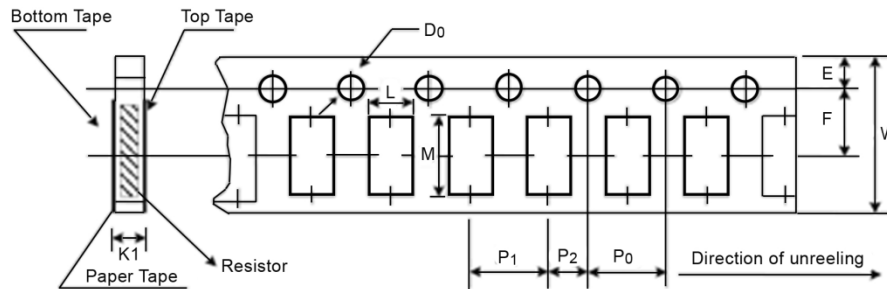 Bottom Tape
Top Tape
D0
E
L
F
W
M
K1
P1
P2
P0
Direction of unreeling
Resistor
Paper Tape